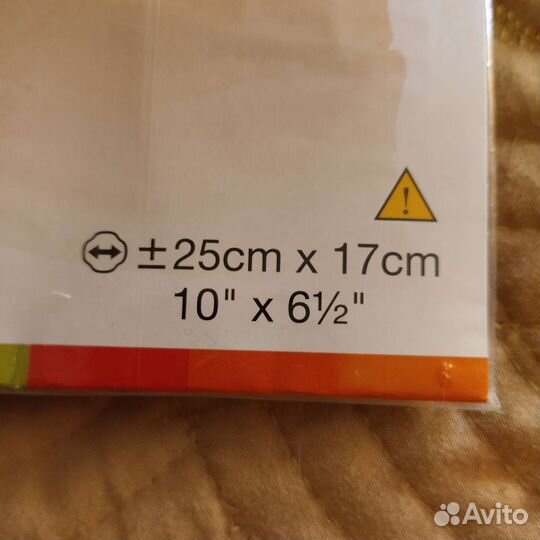 ±25cm x 17cm
10" x 6½"
Avito